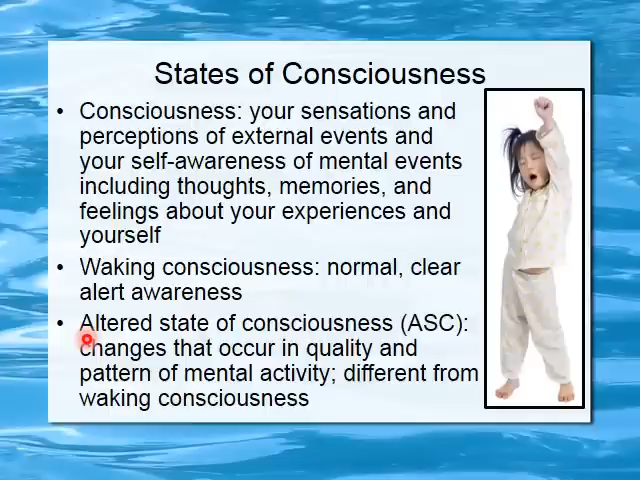 States of Consciousness
• Consciousness: your sensations and
perceptions of external events and
your self-awareness of mental events
including thoughts, memories, and
feelings about your experiences and
yourself
• Waking consciousness: normal, clear
alert awareness
• Altered state of consciousness (ASC):
changes that occur in quality and
pattern of mental activity; different from
waking consciousness